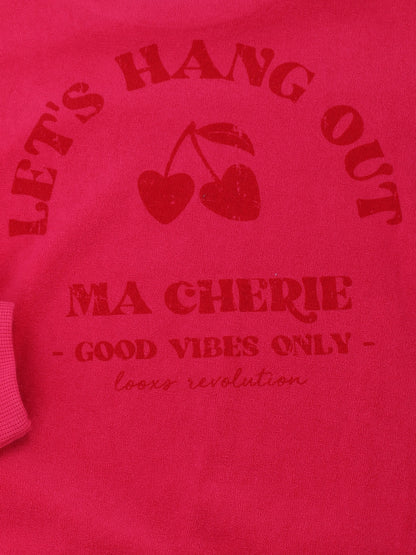 LET'S HANG OUT
MA CHERIE
- GOOD VIBES ONLY -
looxs revolution